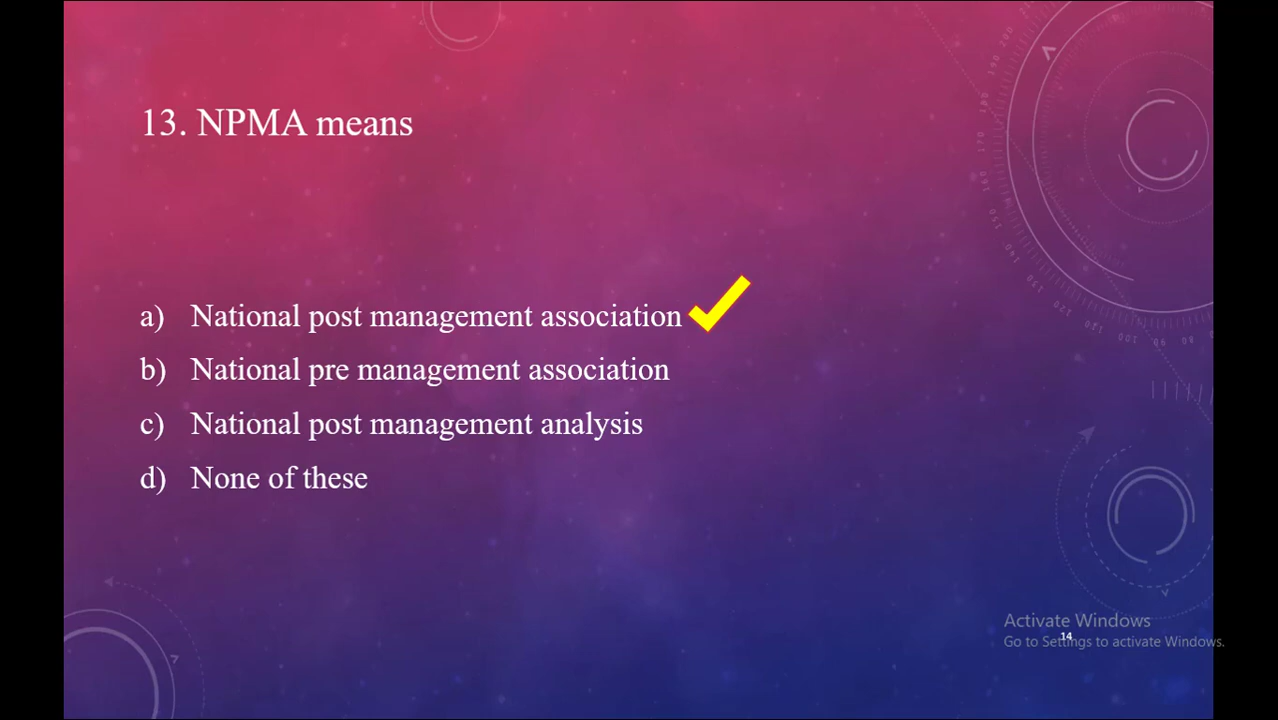 13. NPMA means
a) National post management association
b) National pre management association
c) National post management analysis
d) None of these
Activate Windows
14
Go to Settings to activate Windows.